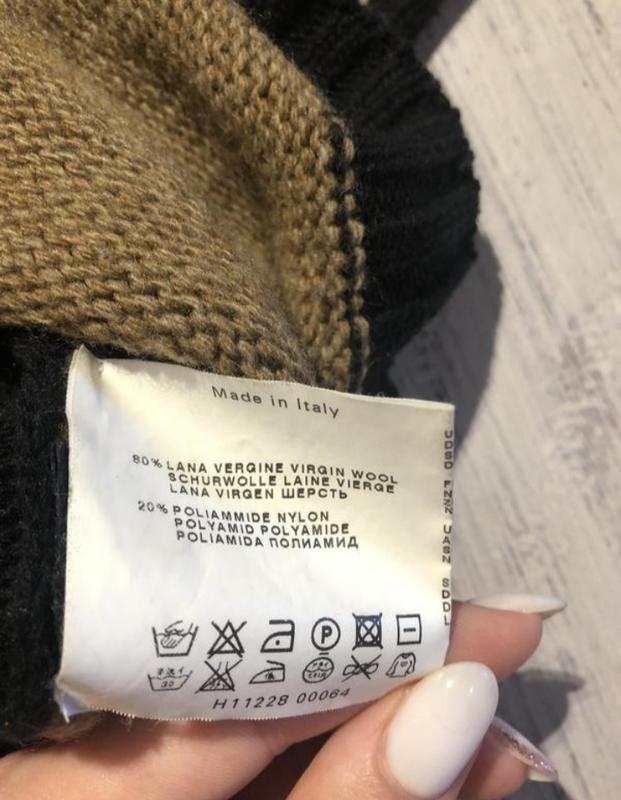 Made in Italy
80% LANA VERGINE VIRGIN WOOL
SCHURWOLLE LAINE VIERGE
LANA VIRGEN ШЕРСТЬ
20% POLIAMMIDE NYLON
POLYAMID POLYAMIDE
POLIAMIDA ПОЛИАМИД
P
30
H11228 00064